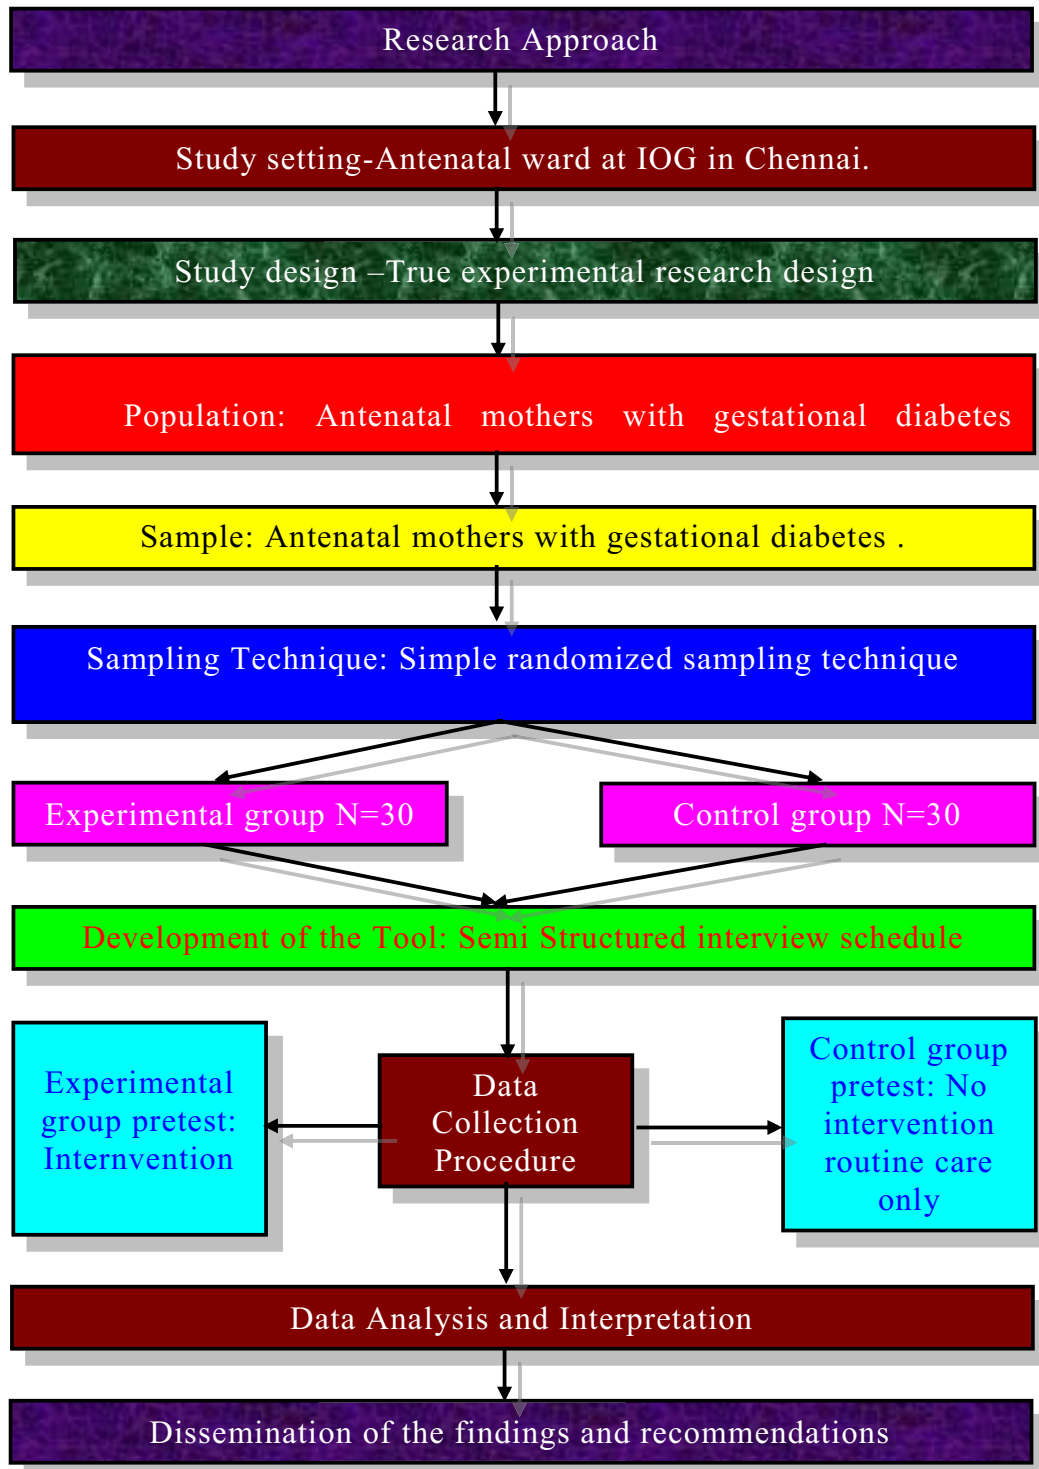 Research Approach
Study setting-Antenatal ward at IOG in Chennai.
Study design –True experimental research design
Population: Antenatal mothers with gestational diabetes
Sample: Antenatal mothers with gestational diabetes .
Sampling Technique: Simple randomized sampling technique
Experimental group N=30
Control group N=30
Development of the Tool: Semi Structured interview schedule
Experimental
group pretest:
Internvention
Data
Collection
Procedure
Control group
pretest: No
intervention
routine care
only
Data Analysis and Interpretation
Dissemination of the findings and recommendations